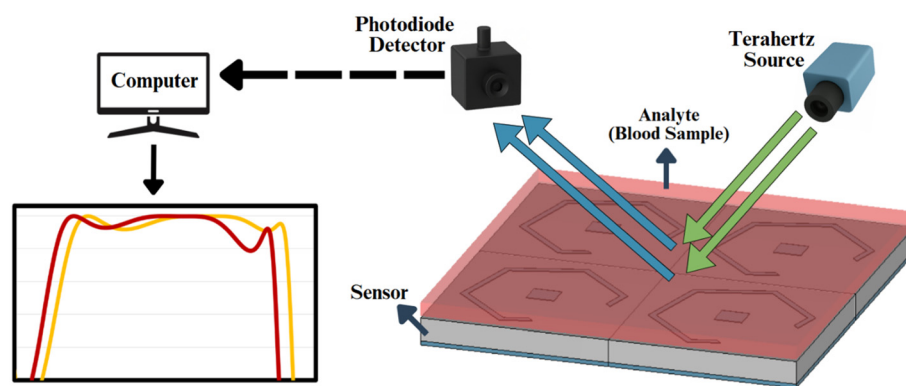 Photodiode
Detector
Terahertz
Source
Computer
Analyte
(Blood Sample)
Sensor